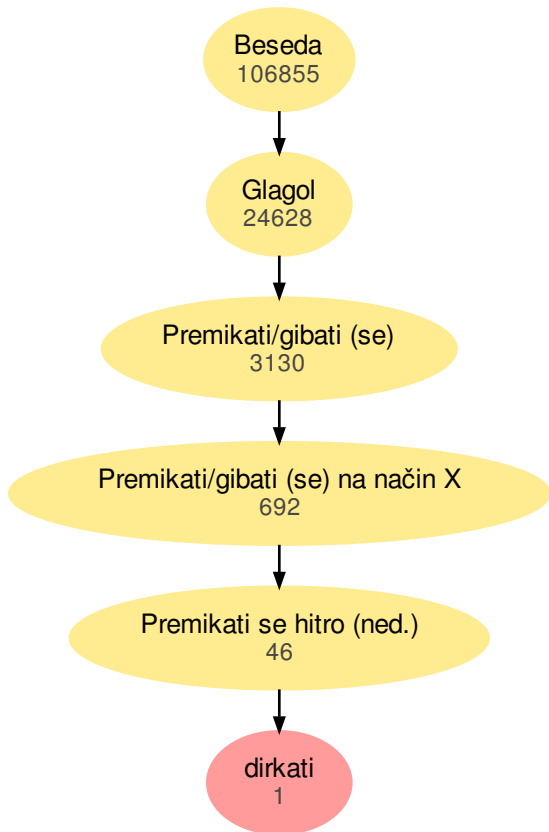 Beseda
106855
Glagol
24628
Premikati/gibati (se)
3130
Premikati/gibati (se) na način X
692
Premikati se hitro (ned.)
46
dirkati
1